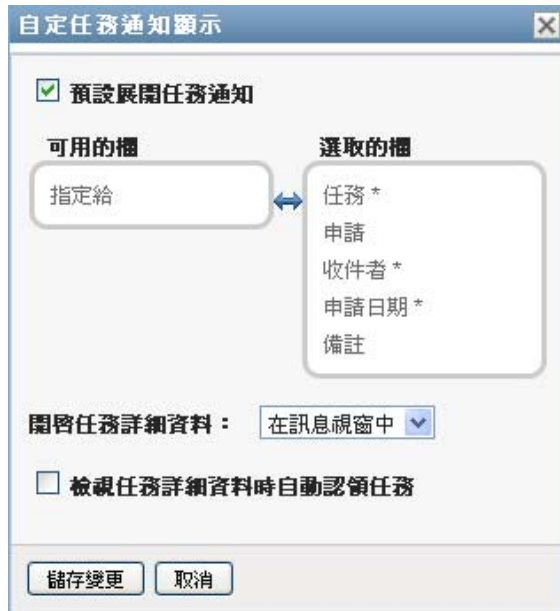 自定任務通知顯示
預設展開任務通知
可用的欄
選取的欄
指定給
任務 *
申請
收件者 *
申請日期 *
備註
開啓任務詳細資料：
在訊息視窗中
檢視任務詳細資料時自動認領任務
儲存變更
取消